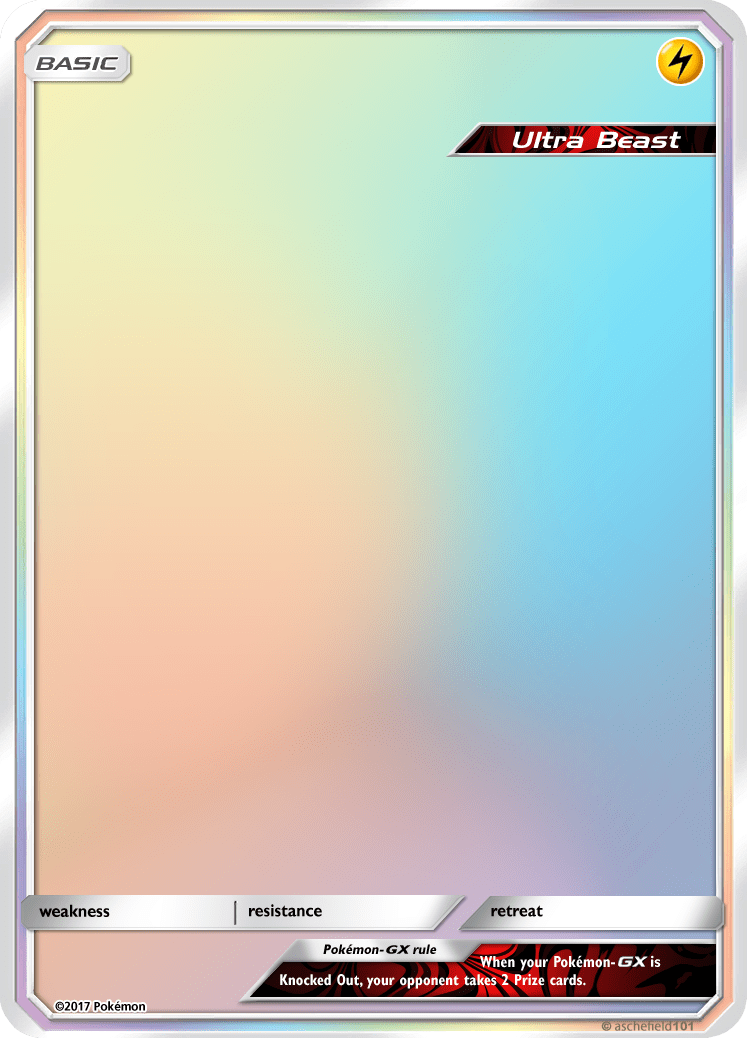 BASIC
Ultra Beast
weakness | resistance
retreat
Pokémon-GX rule
When your Pokémon-GX is
Knocked Out, your opponent takes 2 Prize cards.
©2017 Pokémon
© aschefield101